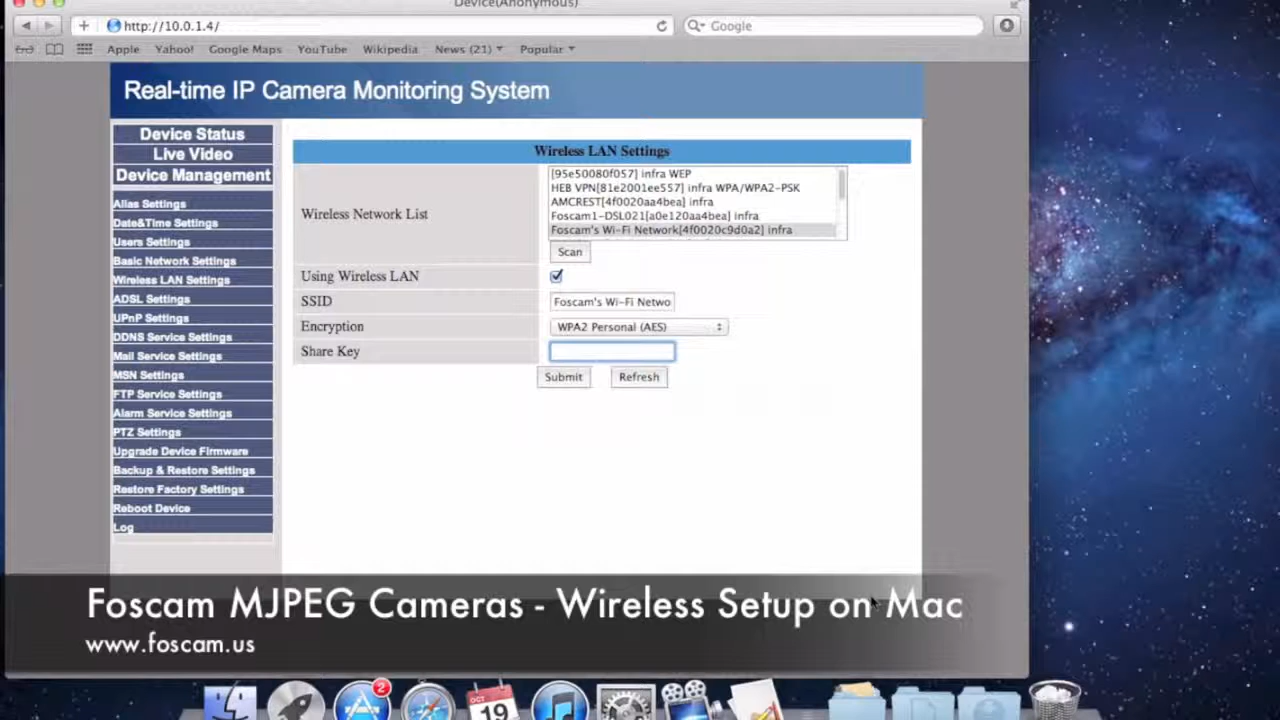 Device(Anonymous)
http://10.0.1.4/
Google
Apple Yahoo! Google Maps YouTube Wikipedia News (21) Popular
Real-time IP Camera Monitoring System
Device Status
Live Video
Device Management
Alias Settings
Date&Time Settings
Users Settings
Basic Network Settings
Wireless LAN Settings
ADSL Settings
UPnP Settings
DDNS Service Settings
Mail Service Settings
MSN Settings
FTP Service Settings
Alarm Service Settings
PTZ Settings
Upgrade Device Firmware
Backup & Restore Settings
Restore Factory Settings
Reboot Device
Log
Wireless LAN Settings
Wireless Network List
[95e50080f057] infra WEP
HEB VPN[81e2001ee557] infra WPA/WPA2-PSK
AMCREST[4f0020aa4bea] infra
Foscam1-DSL021[a0e120aa4bea] infra
Foscam's Wi-Fi Network[4f0020c9d0a2] infra
Scan
Using Wireless LAN
SSID Foscam's Wi-Fi Netwo
Encryption WPA2 Personal (AES)
Share Key
Submit Refresh
Foscam MJPEG Cameras - Wireless Setup on Mac
www.foscam.us
2
OCT
19